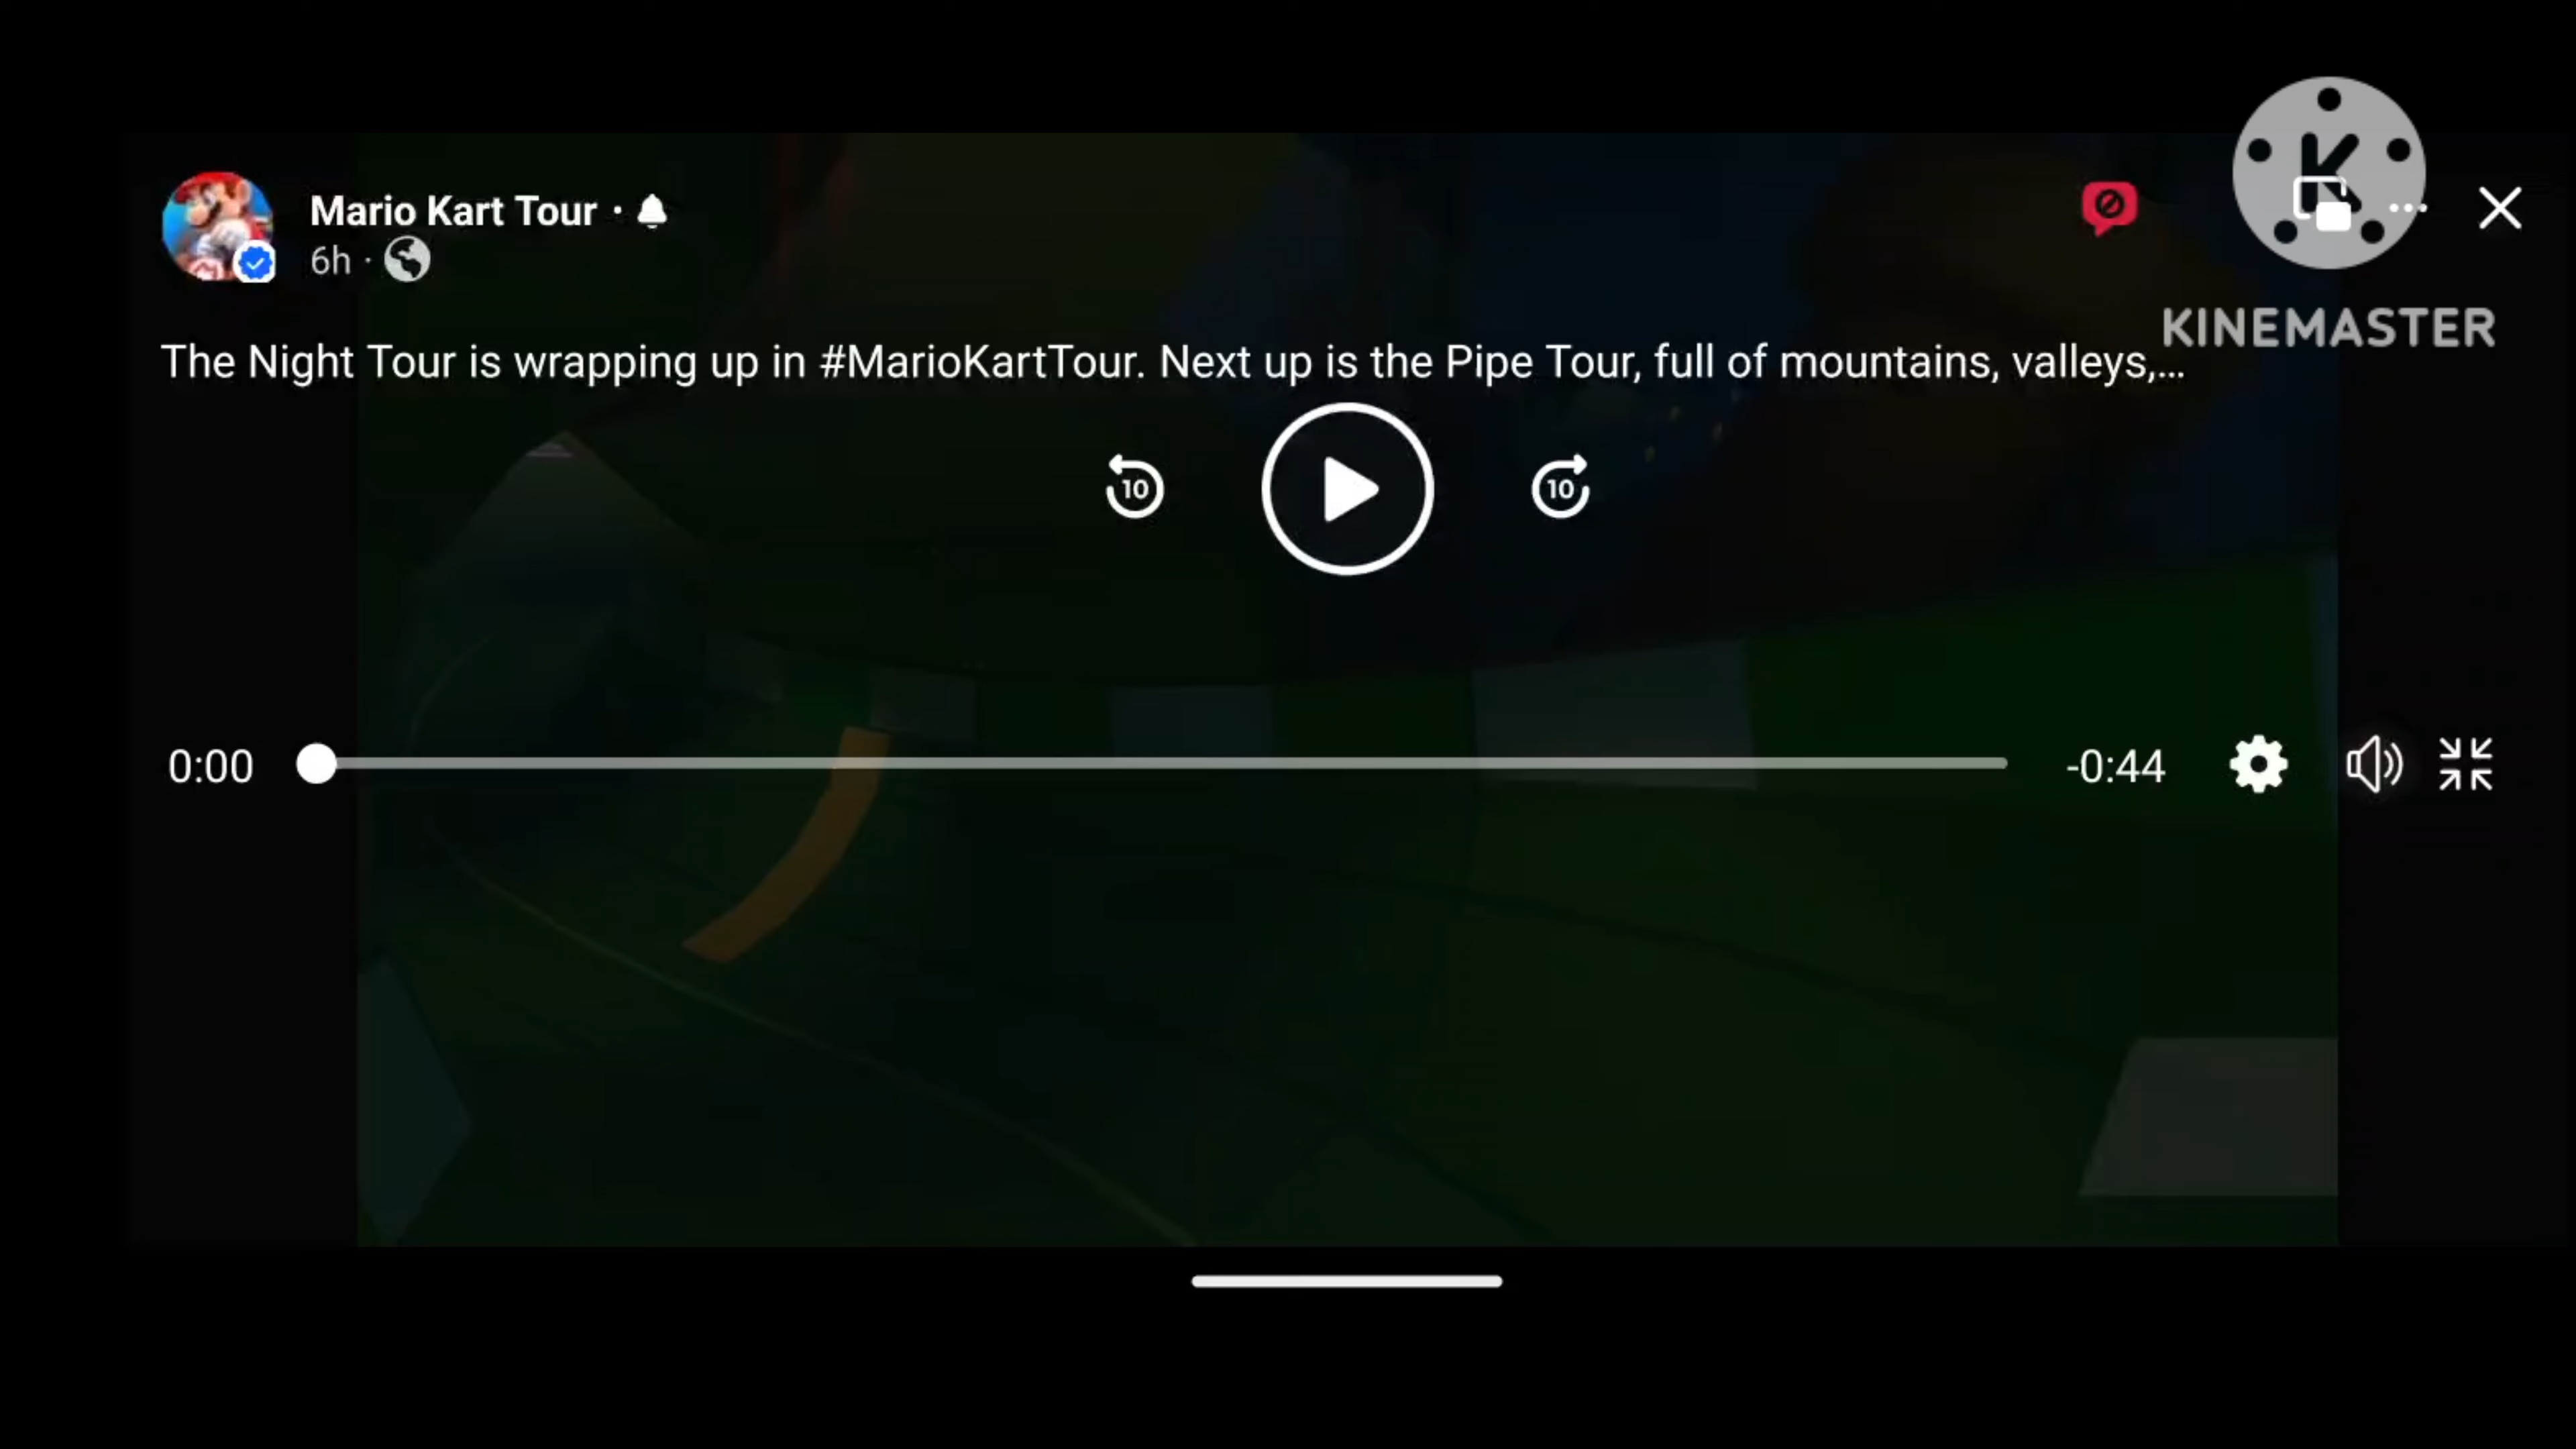 Mario Kart Tour ·
6h ·
K
KINEMASTER
The Night Tour is wrapping up in #MarioKartTour. Next up is the Pipe Tour, full of mountains, valleys,...
10
10
0:00
-0:44